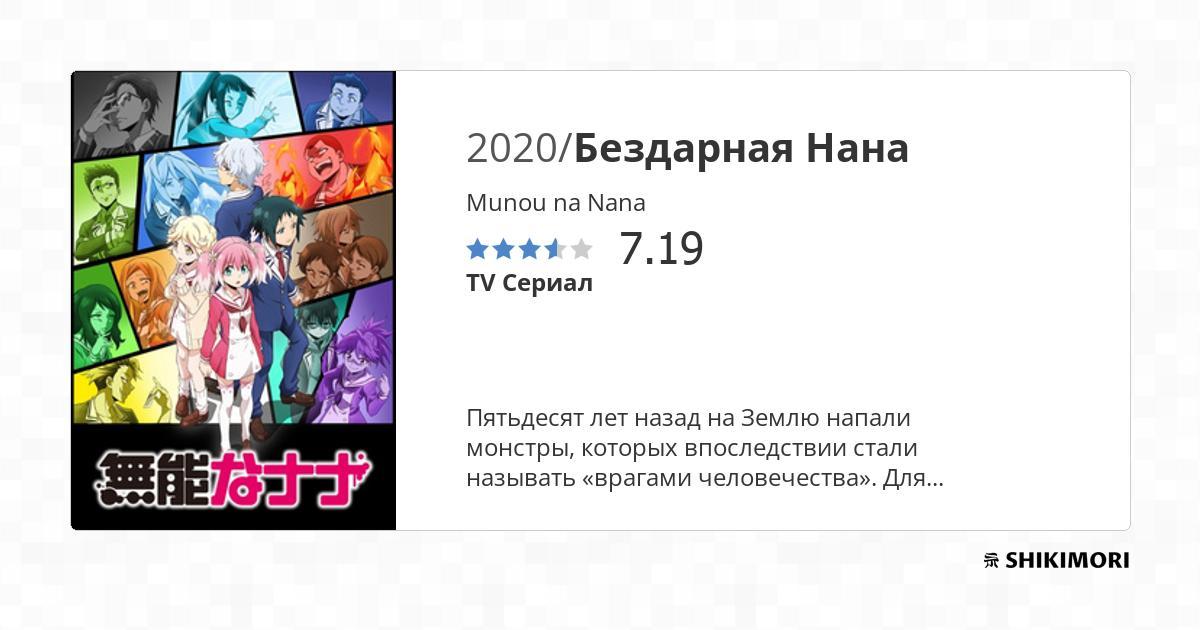 2020/Бездарная Нана
Munou na Nana
7.19
TV Сериал
Пятьдесят лет назад на Землю напали
монстры, которых впоследствии стали
называть «врагами человечества». Для...
無能なナナ
SHIKIMORI